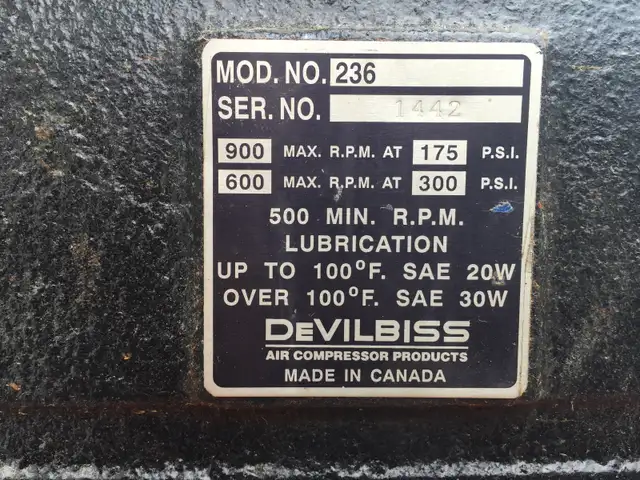 MOD. NO. 236
SER. NO. 1442
900 MAX. R.P.M. AT 175 P.S.I.
600 MAX. R.P.M. AT 300 P.S.I.
500 MIN. R.P.M.
LUBRICATION
UP TO 100°F. SAE 20W
OVER 100°F. SAE 30W
DEVILBISS
AIR COMPRESSOR PRODUCTS
MADE IN CANADA